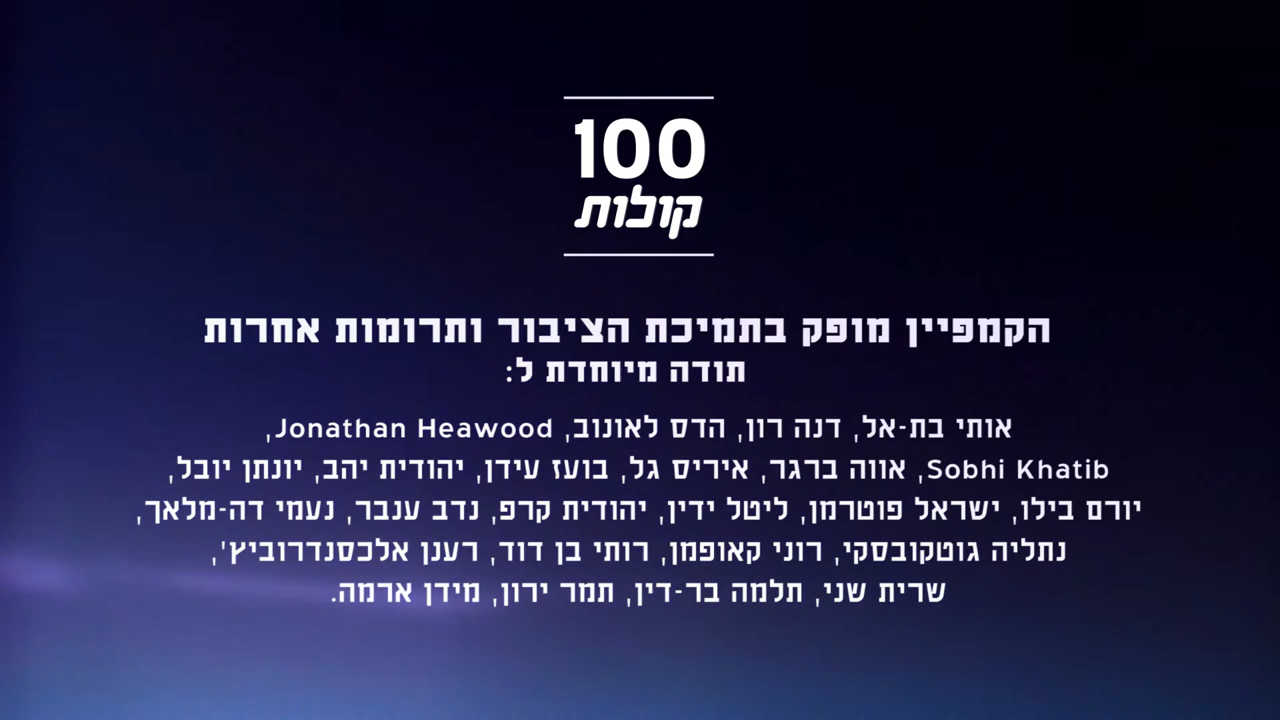 100
קולות
הקמפיין מופק בתמיכת הציבור ותרומות אחרות
תודה מיוחדת ל:
אותי בת-אל, דנה רון, הדס לאונוב, Jonathan Heawood,
Sobhi Khatib, אווה ברגר, איריס גל, בועז עידן, יהודית יהב, יונתן יובל,
יורם בילו, ישראל פוטרמן, ליטל ידין, יהודית קרפ, נדב ענבר, נעמי דה-מלאך,
נתליה גוטקובסקי, רוני קאופמן, רותי בן דוד, רענן אלכסנדרוביץ',
שרית שני, תלמה בר-דין, תמר ירון, מידן ארמה.